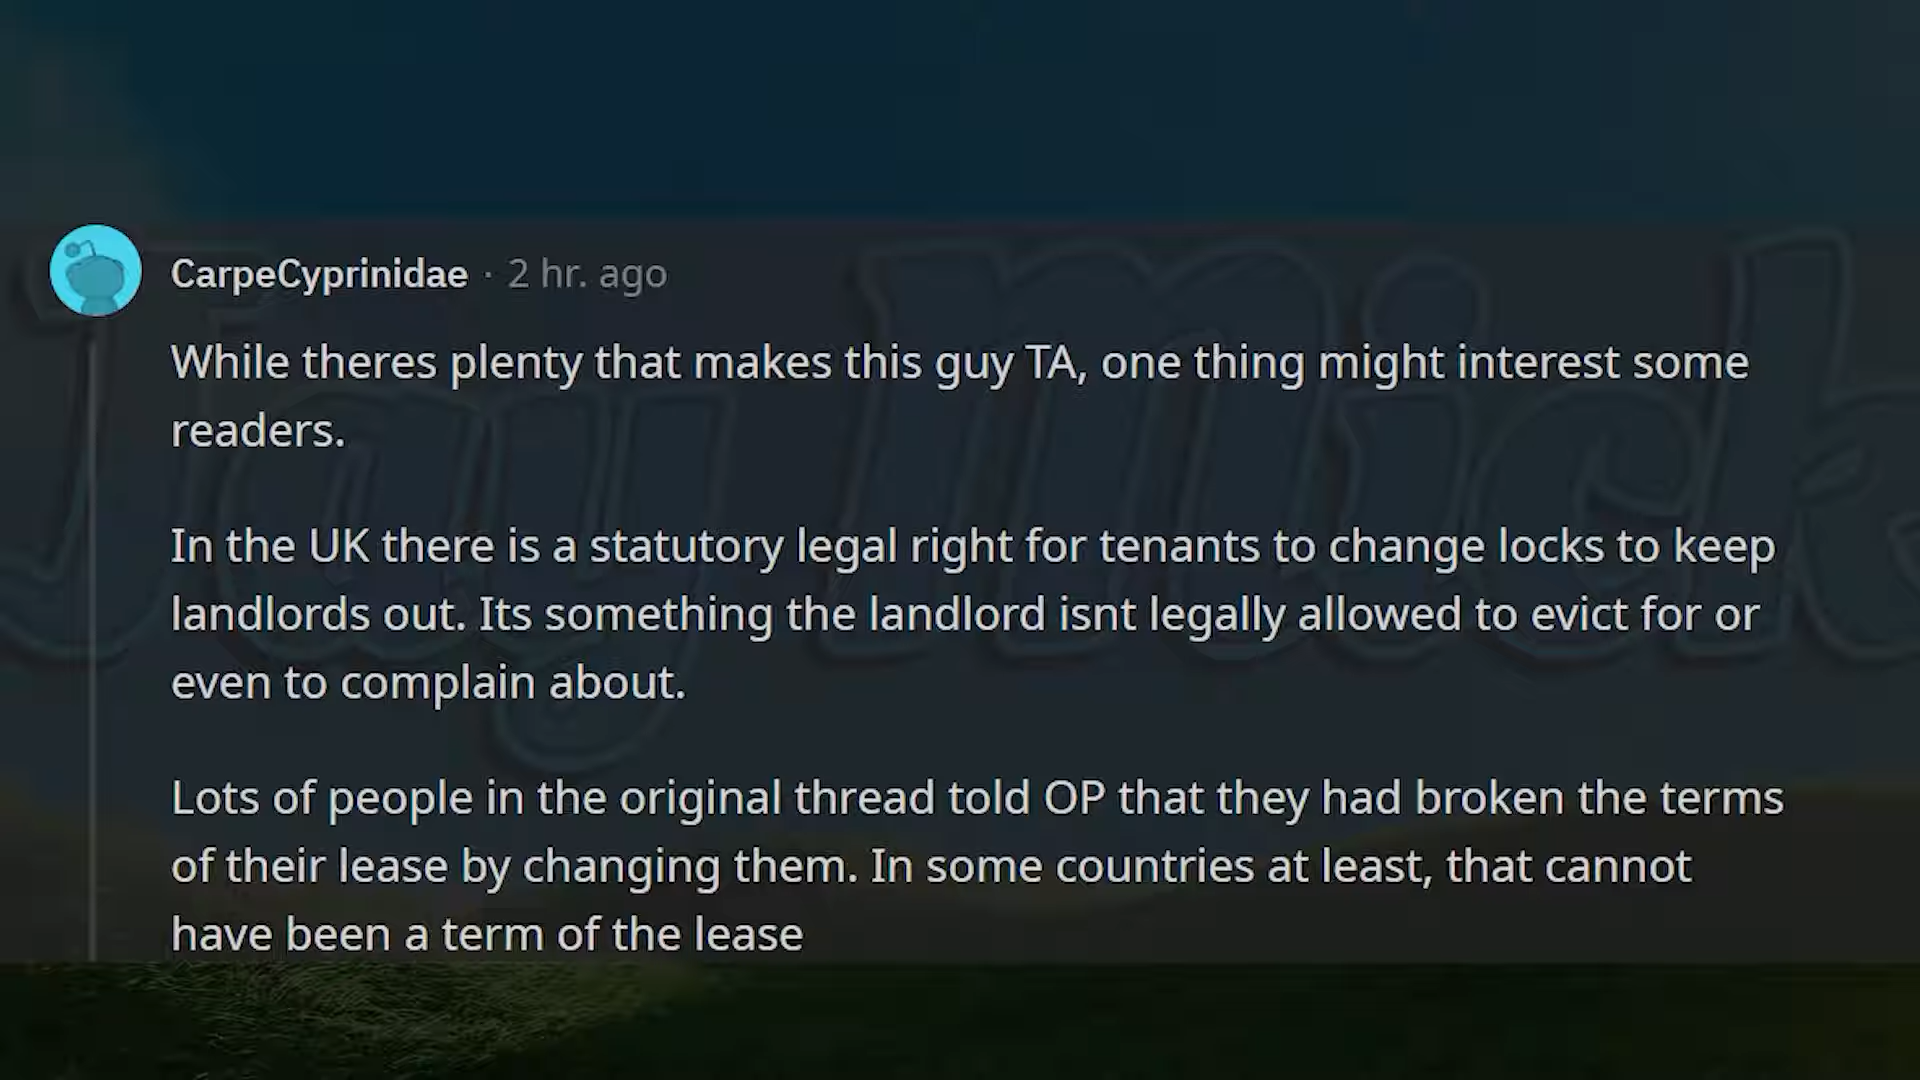 CarpeCyprinidae · 2 hr. ago
While theres plenty that makes this guy TA, one thing might interest some
readers.
In the UK there is a statutory legal right for tenants to change locks to keep
landlords out. Its something the landlord isnt legally allowed to evict for or
even to complain about.
Lots of people in the original thread told OP that they had broken the terms
of their lease by changing them. In some countries at least, that cannot
have been a term of the lease
Jay Mick